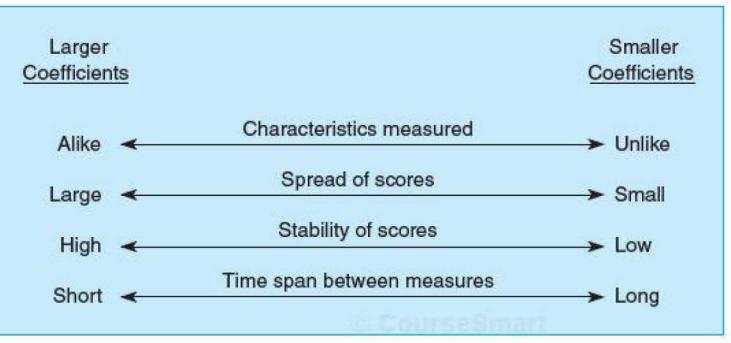 Larger Smaller
Coefficients Coefficients
Alike Characteristics measured Unlike
Large Spread of scores Small
High Stability of scores Low
Short Time span between measures Long
© CourseSmart